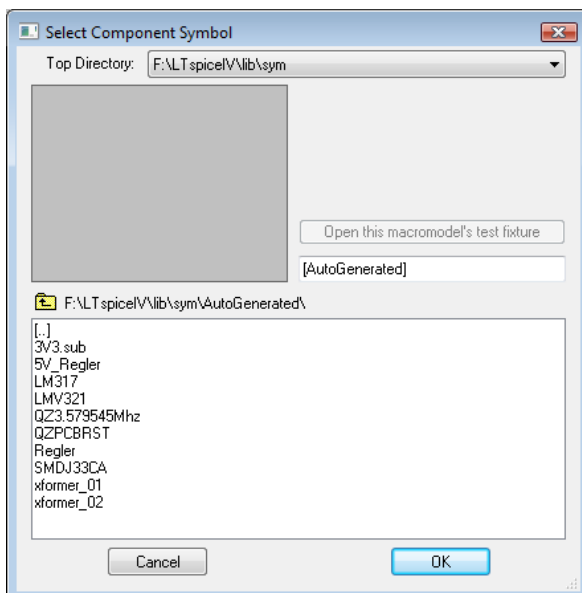 Select Component Symbol
Top Directory: F:\LTspiceIV\lib\sym
Open this macromodel's test fixture
[AutoGenerated]
F:\LTspiceIV\lib\sym\AutoGenerated\
[..]
3V3.sub
5V_Regler
LM317
LMV321
QZ3.579545Mhz
QZPCBRST
Regler
SMDJ33CA
xformer_01
xformer_02
Cancel OK